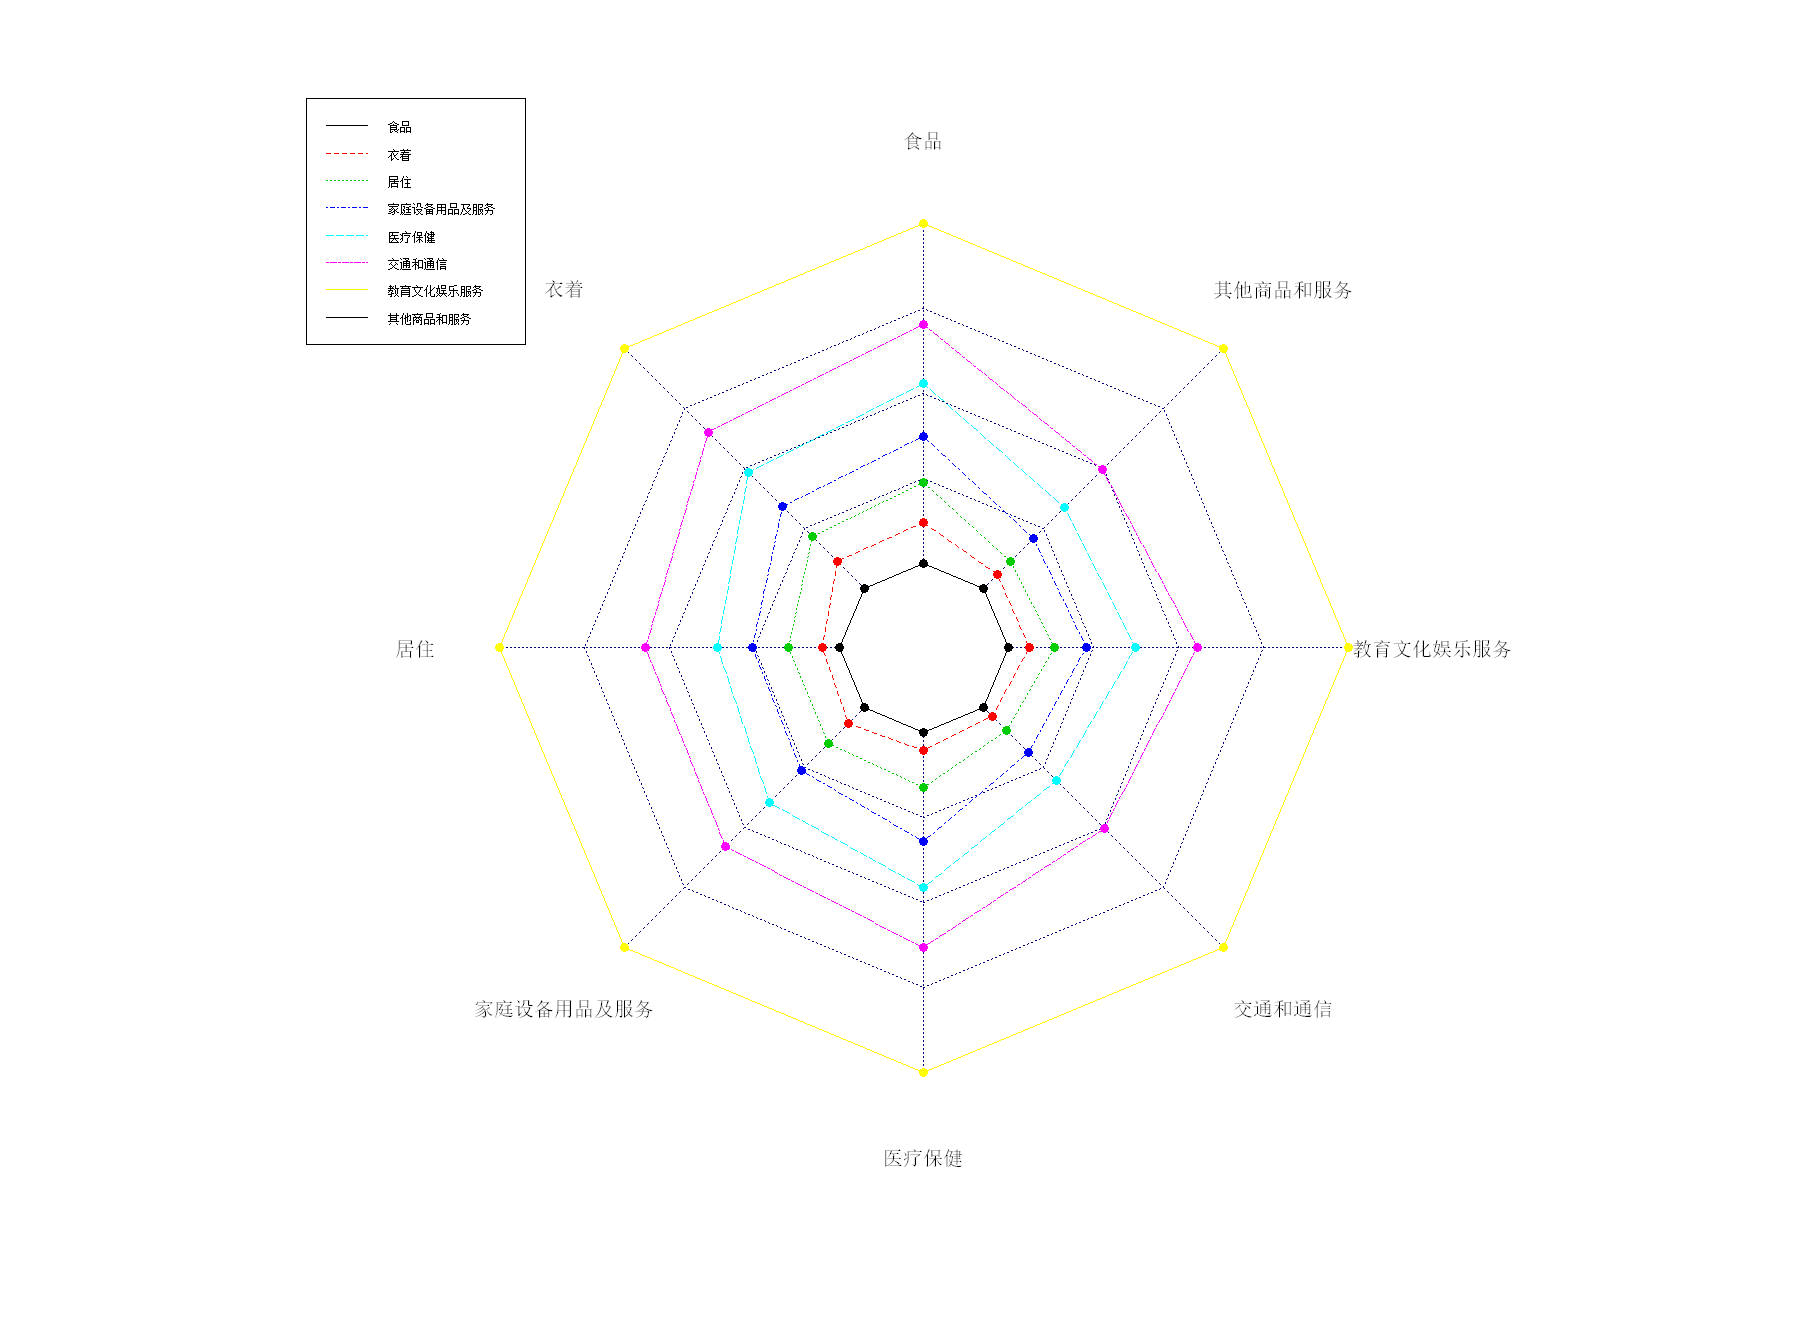 食品
衣着
居住
家庭设备用品及服务
医疗保健
交通和通信
教育文化娱乐服务
其他商品和服务
食品
衣着
其他商品和服务
居住
教育文化娱乐服务
家庭设备用品及服务
交通和通信
医疗保健